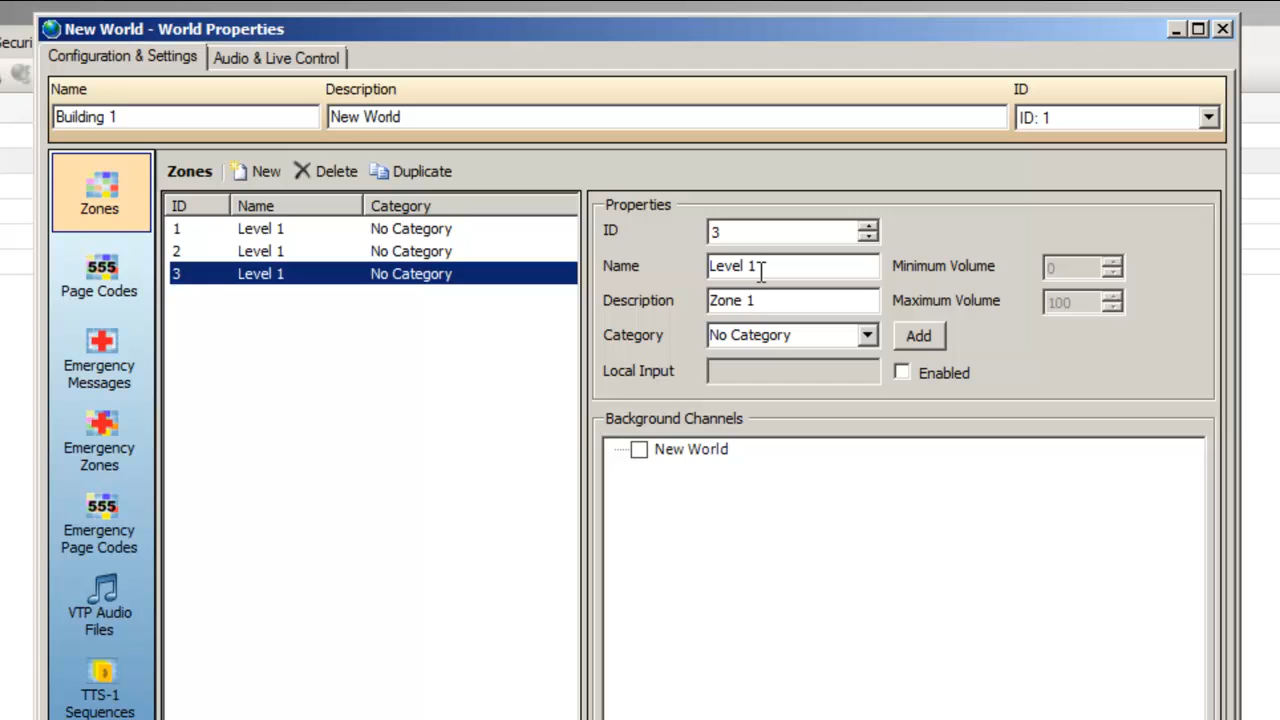 New World - World Properties
Securi
Configuration & Settings
Audio & Live Control
Name
Description
ID
Building 1
New World
ID: 1
Zones
New
Delete
Duplicate
ID
Name
Category
1
Level 1
No Category
2
Level 1
No Category
3
Level 1
No Category
Zones
555
Page Codes
Emergency
Messages
Emergency
Zones
555
Emergency
Page Codes
VTP Audio
Files
TTS-1
Sequences
Properties
ID
3
Name
Level 1
Minimum Volume
0
Description
Zone 1
Maximum Volume
100
Category
No Category
Add
Local Input
Enabled
Background Channels
New World